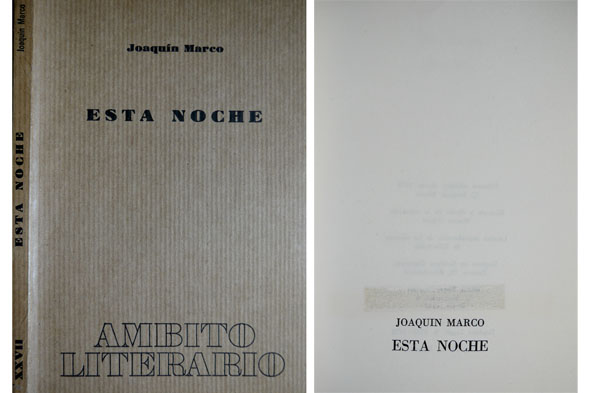 Joaquín Marco
ESTA NOCHE
XXVII
Joaquín Marco
ESTA NOCHE
AMBITO
LITERARIO
JOAQUIN MARCO
ESTA NOCHE